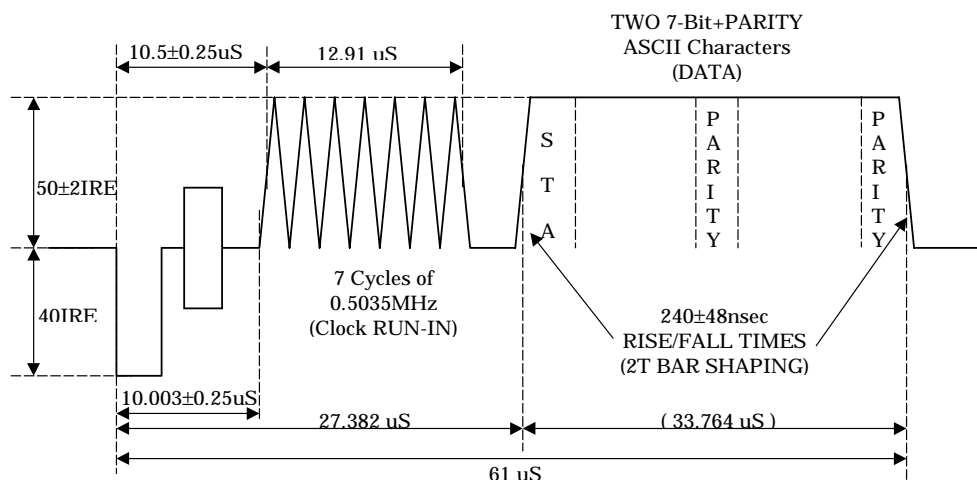 TWO 7-Bit+PARITY
ASCII Characters
(DATA)
10.5±0.25uS
12.91 uS
50±2IRE
40IRE
S
T
A
P
A
R
I
T
Y
P
A
R
I
T
Y
7 Cycles of
0.5035MHz
(Clock RUN-IN)
240±48nsec
RISE/FALL TIMES
(2T BAR SHAPING)
10.003±0.25uS
27.382 uS
( 33.764 uS )
61 uS